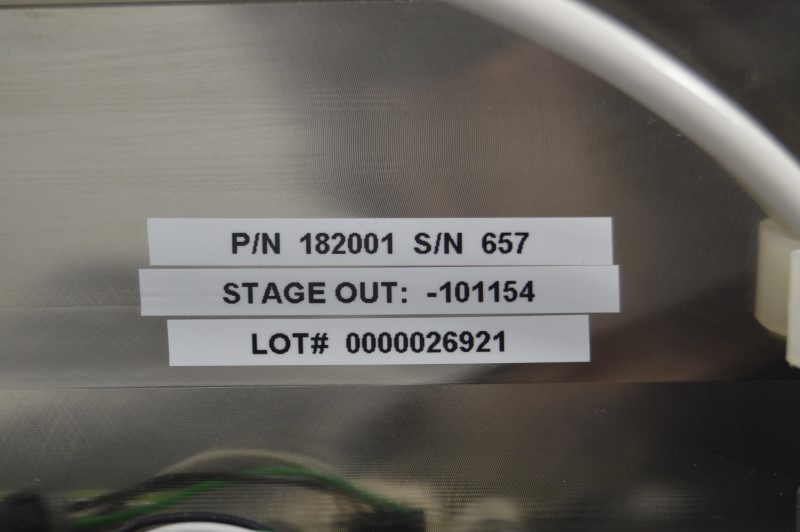 P/N 182001 S/N 657
STAGE OUT: -101154
LOT# 0000026921